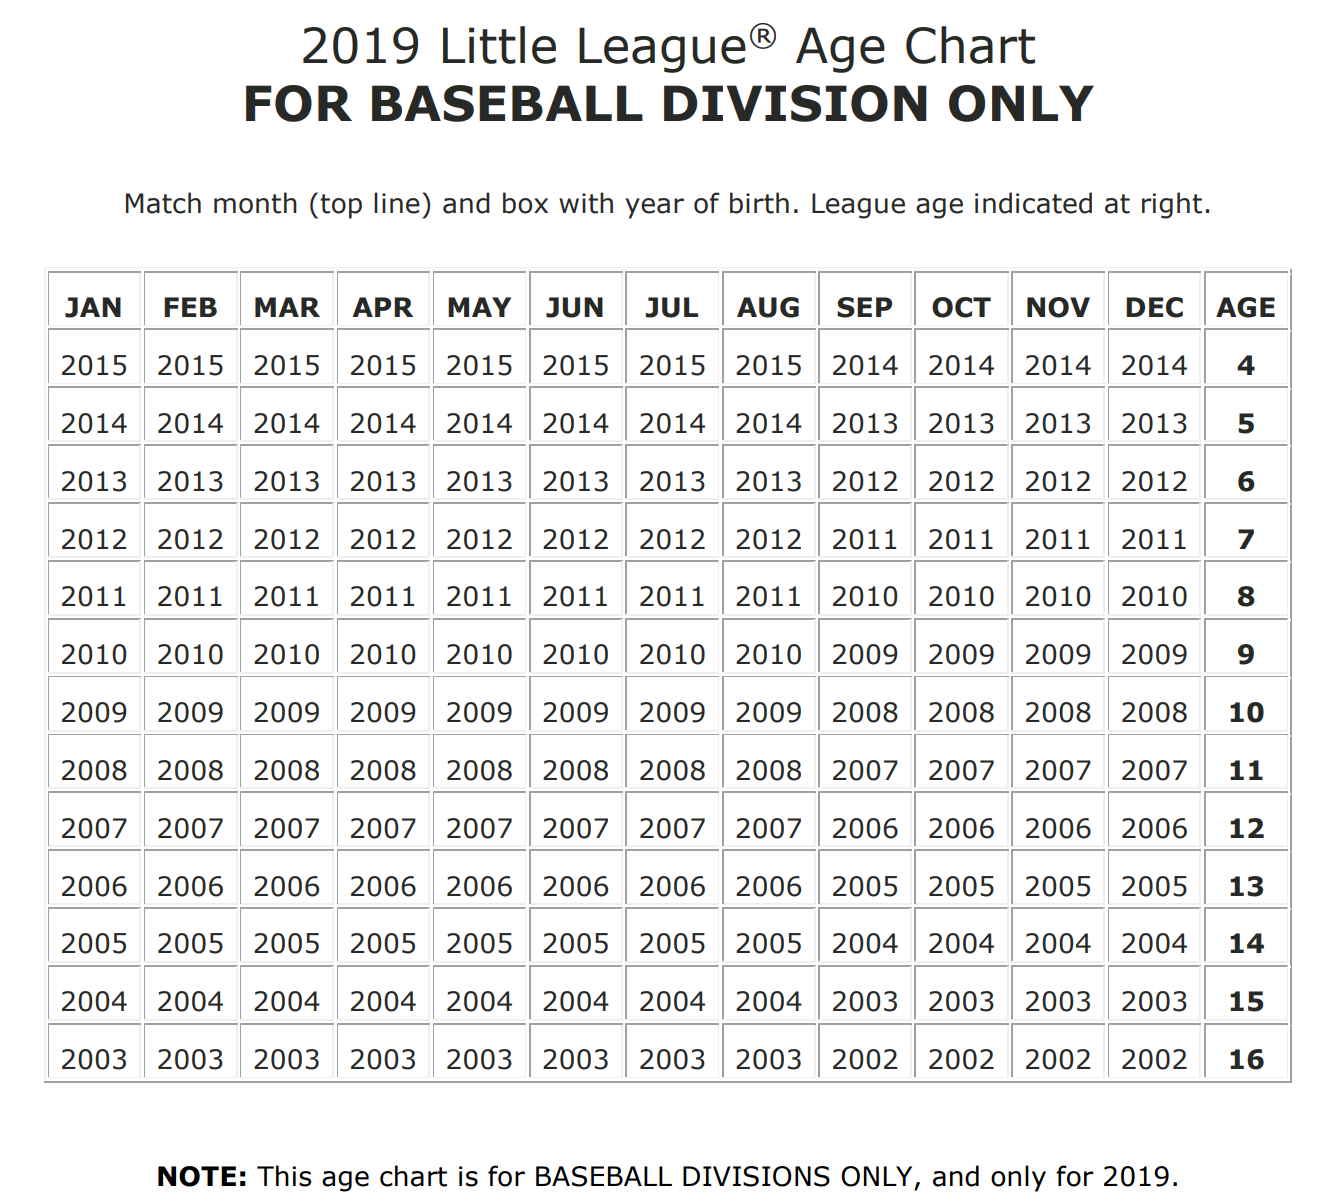 2019 Little League® Age Chart
FOR BASEBALL DIVISION ONLY
Match month (top line) and box with year of birth. League age indicated at right.
JAN FEB MAR APR MAY JUN JUL AUG SEP OCT NOV DEC AGE
2015 2015 2015 2015 2015 2015 2015 2015 2014 2014 2014 2014 4
2014 2014 2014 2014 2014 2014 2014 2014 2013 2013 2013 2013 5
2013 2013 2013 2013 2013 2013 2013 2013 2012 2012 2012 2012 6
2012 2012 2012 2012 2012 2012 2012 2012 2011 2011 2011 2011 7
2011 2011 2011 2011 2011 2011 2011 2011 2010 2010 2010 2010 8
2010 2010 2010 2010 2010 2010 2010 2010 2009 2009 2009 2009 9
2009 2009 2009 2009 2009 2009 2009 2009 2008 2008 2008 2008 10
2008 2008 2008 2008 2008 2008 2008 2008 2007 2007 2007 2007 11
2007 2007 2007 2007 2007 2007 2007 2007 2006 2006 2006 2006 12
2006 2006 2006 2006 2006 2006 2006 2006 2005 2005 2005 2005 13
2005 2005 2005 2005 2005 2005 2005 2005 2004 2004 2004 2004 14
2004 2004 2004 2004 2004 2004 2004 2004 2003 2003 2003 2003 15
2003 2003 2003 2003 2003 2003 2003 2003 2002 2002 2002 2002 16
NOTE: This age chart is for BASEBALL DIVISIONS ONLY, and only for 2019.